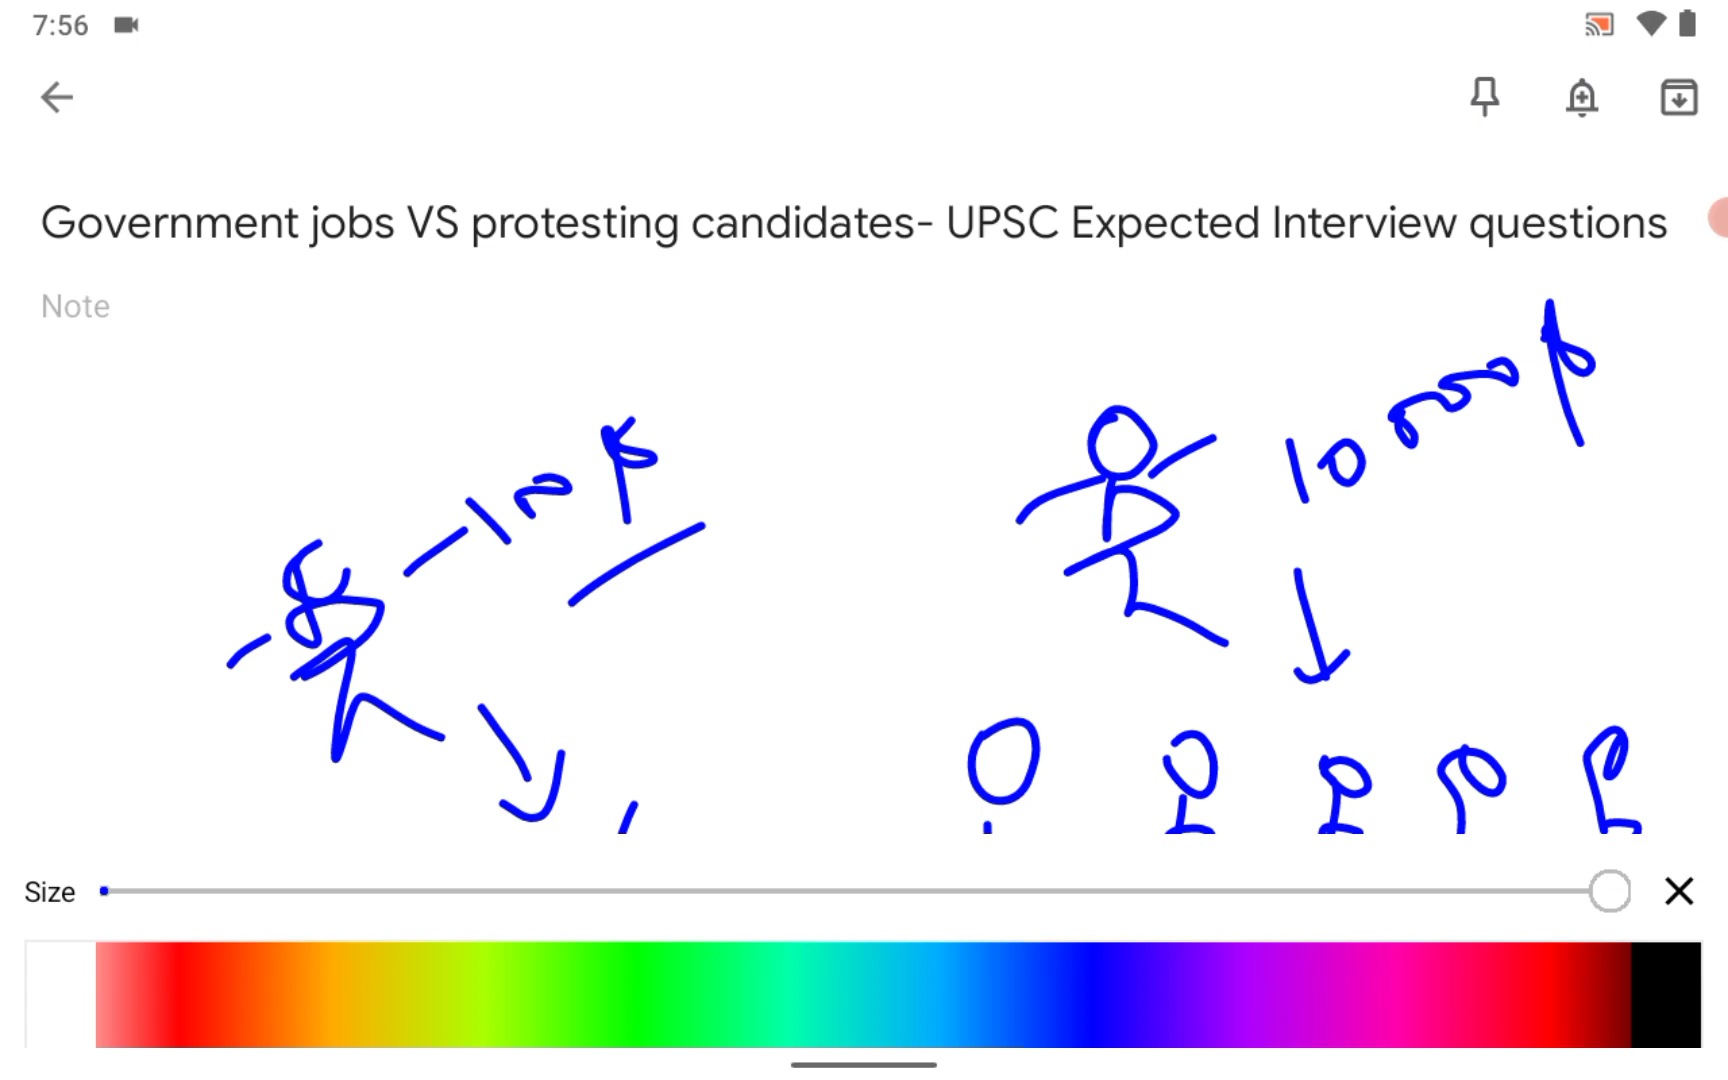 7:56
Government jobs VS protesting candidates- UPSC Expected Interview questions
Note
Size